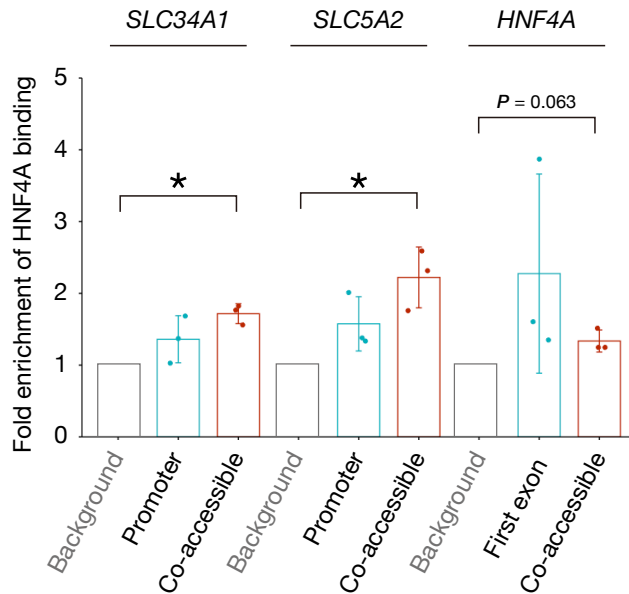 SLC34A1 SLC5A2 HNF4A
Fold enrichment of HNF4A binding
5
4
3
2
1
0
*
*
P = 0.063
Background
Promoter
Co-accessible
Background
Promoter
Co-accessible
Background
First exon
Co-accessible